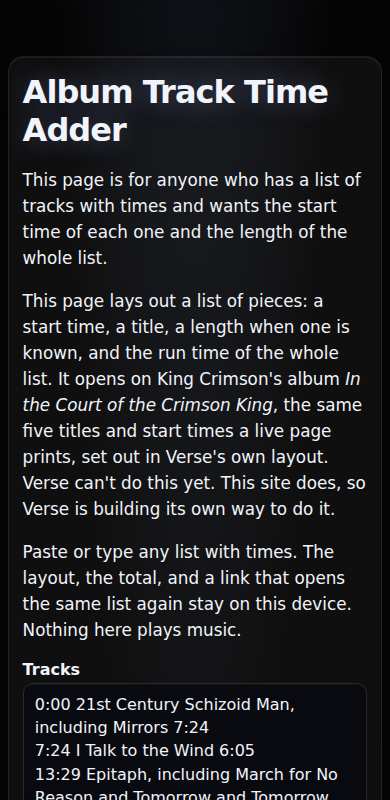 Album Track Time
Adder
This page is for anyone who has a list of
tracks with times and wants the start
time of each one and the length of the
whole list.
This page lays out a list of pieces: a
start time, a title, a length when one is
known, and the run time of the whole
list. It opens on King Crimson's album In
the Court of the Crimson King, the same
five titles and start times a live page
prints, set out in Verse's own layout.
Verse can't do this yet. This site does, so
Verse is building its own way to do it.
Paste or type any list with times. The
layout, the total, and a link that opens
the same list again stay on this device.
Nothing here plays music.
Tracks
0:00 21st Century Schizoid Man,
including Mirrors 7:24
7:24 I Talk to the Wind 6:05
13:29 Epitaph, including March for No
Reason and Tomorrow and Tomorrow